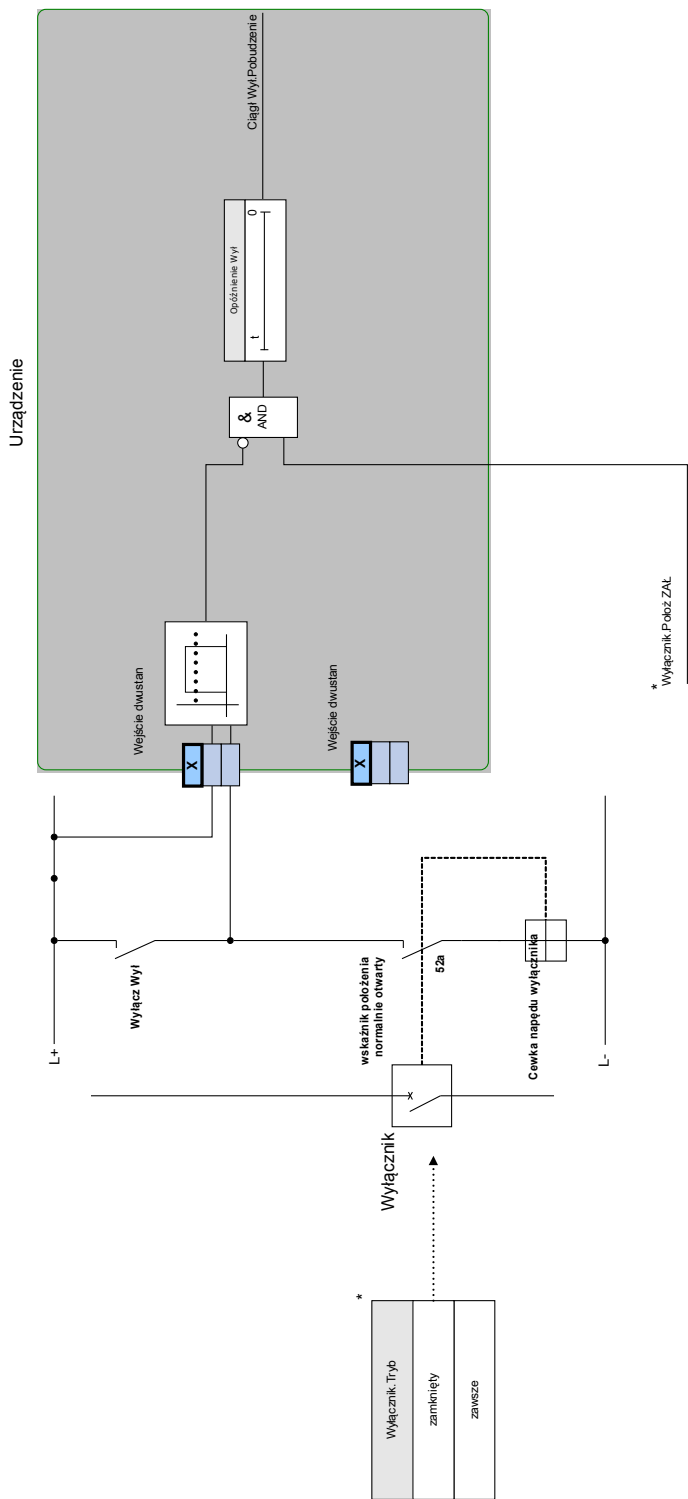 Urządzenie
Ciągł Wył.Pobudzenie
Opóźnienie Wył
t
0
&
AND
Wejście dwustan
X
Wejście dwustan
X
*
Wyłącznik.Położ ZAŁ
L+
Wyłącz Wył
wskaźnik położenia
normalnie otwarty
52a
Cewka napędu wyłącznika
L-
Wyłącznik
x
*
Wyłącznik.Tryb
zamknięty
zawsze